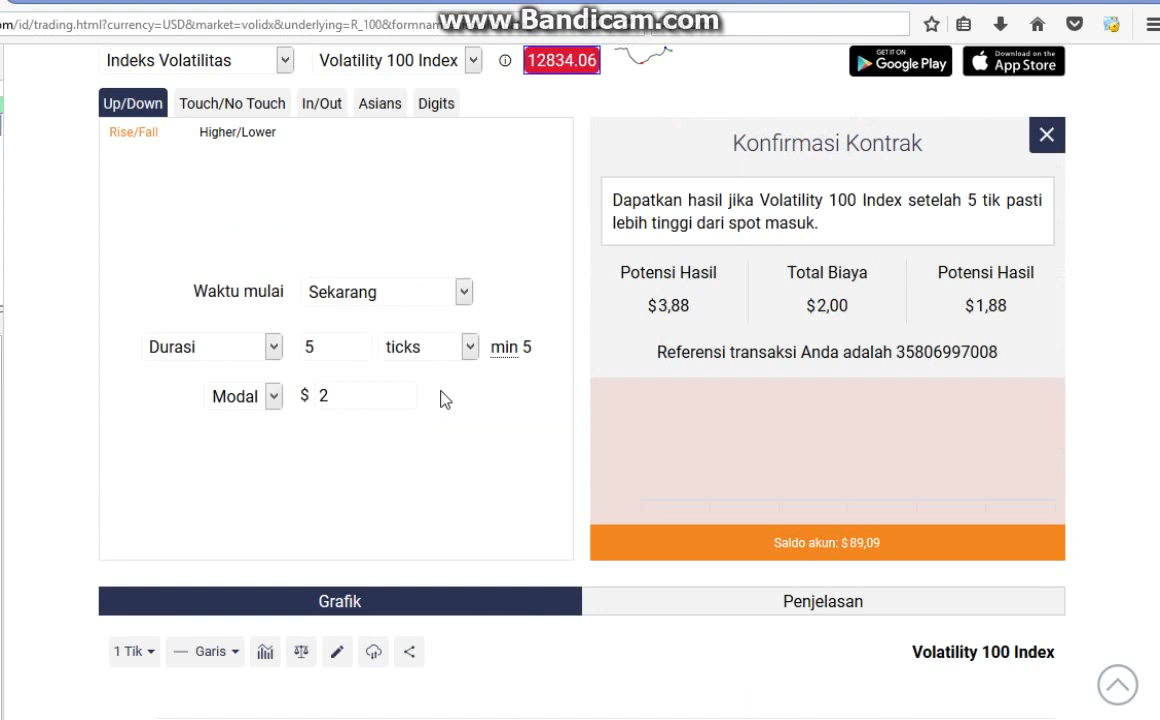 om/id/trading.html?currency=USD&market=volidx&underlying=R_100&formnam
www.Bandicam.com
Indeks Volatilitas
Volatility 100 Index
12834.06
GET IT ON
Google Play
Download on the
App Store
Up/Down
Touch/No Touch
In/Out
Asians
Digits
Rise/Fall
Higher/Lower
Waktu mulai
Sekarang
Durasi
5
ticks
min 5
Modal
$
2
Konfirmasi Kontrak
Dapatkan hasil jika Volatility 100 Index setelah 5 tik pasti
lebih tinggi dari spot masuk.
Potensi Hasil
Total Biaya
Potensi Hasil
$3,88
$2,00
$1,88
Referensi transaksi Anda adalah 35806997008
Saldo akun: $89,09
Grafik
Penjelasan
1 Tik
Garis
Volatility 100 Index